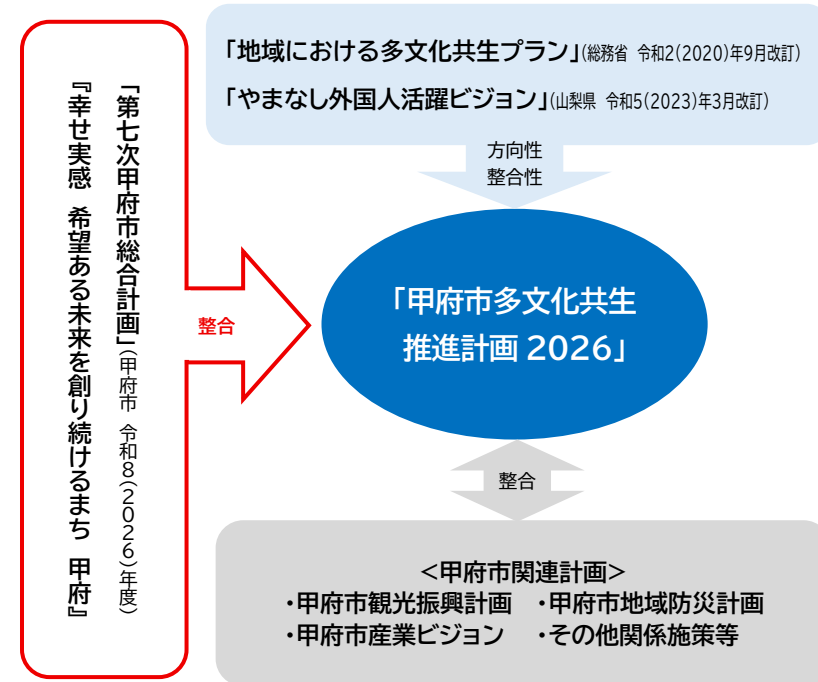 「地域における多文化共生プラン」(総務省 令和2(2020)年9月改訂)
「やまなし外国人活躍ビジョン」(山梨県 令和5(2023)年3月改訂)
方向性
整合性
「第七次甲府市総合計画」(甲府市 令和8(2026)年度)
『幸せ実感 希望ある未来を創り続けるまち 甲府』
整合
「甲府市多文化共生
推進計画 2026」
整合
<甲府市関連計画>
・甲府市観光振興計画 ・甲府市地域防災計画
・甲府市産業ビジョン ・その他関係施策等